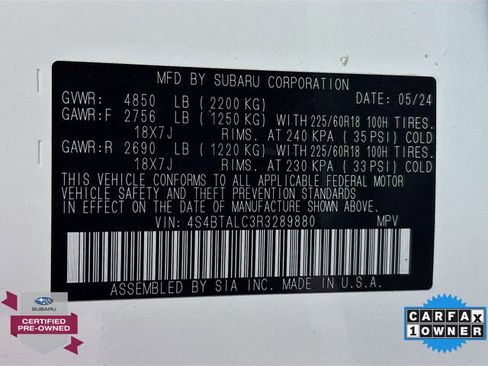 MFD BY SUBARU CORPORATION
GVWR: 4850 LB (2200 KG) DATE: 05/24
GAWR:F 2756 LB (1250 KG) WITH 225/60R18 100H TIRES.
18X7J RIMS. AT 240 KPA (35 PSI) COLD
GAWR:R 2690 LB (1220 KG) WITH 225/60R18 100H TIRES.
18X7J RIMS. AT 230 KPA (33 PSI) COLD
THIS VEHICLE CONFORMS TO ALL APPLICABLE FEDERAL MOTOR
VEHICLE SAFETY AND THEFT PREVENTION STANDARDS
IN EFFECT ON THE DATE OF MANUFACTURE SHOWN ABOVE.
VIN: 4S4BTALC3R3289880 MPV
ASSEMBLED BY SIA INC. MADE IN U.S.A.
SUBARU
CERTIFIED
PRE-OWNED
CARFAX
1 OWNER